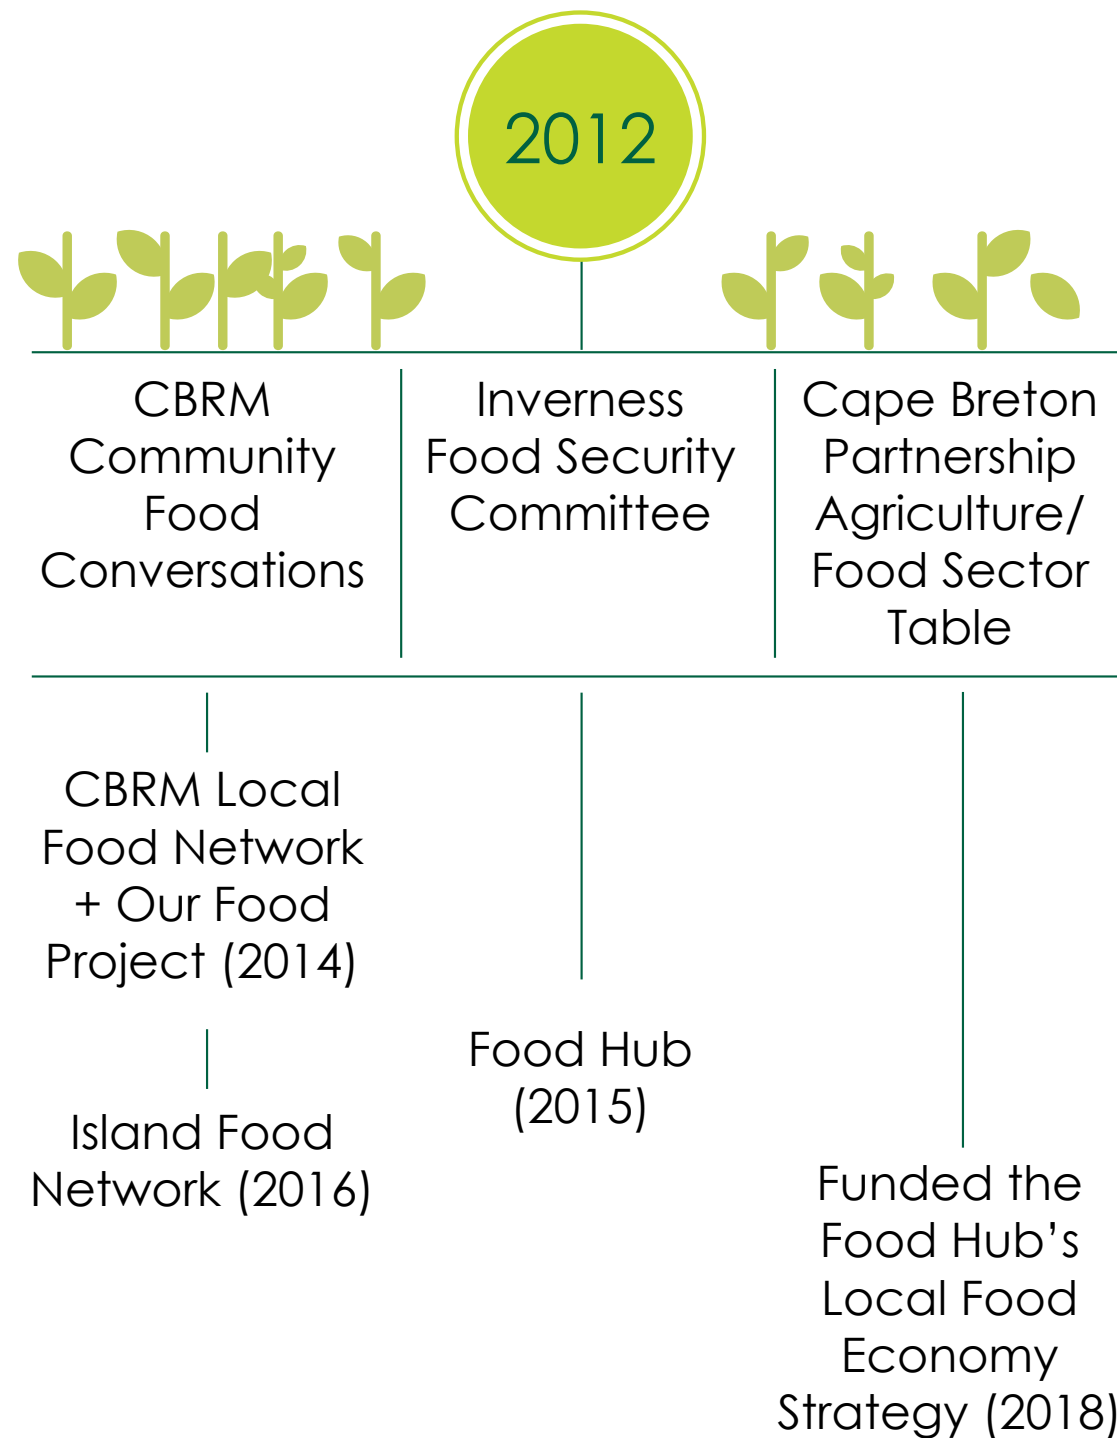 2012
CBRM
Community
Food
Conversations
Inverness
Food Security
Committee
Cape Breton
Partnership
Agriculture/
Food Sector
Table
CBRM Local
Food Network
+ Our Food
Project (2014)
Island Food
Network (2016)
Food Hub
(2015)
Funded the
Food Hub’s
Local Food
Economy
Strategy (2018)